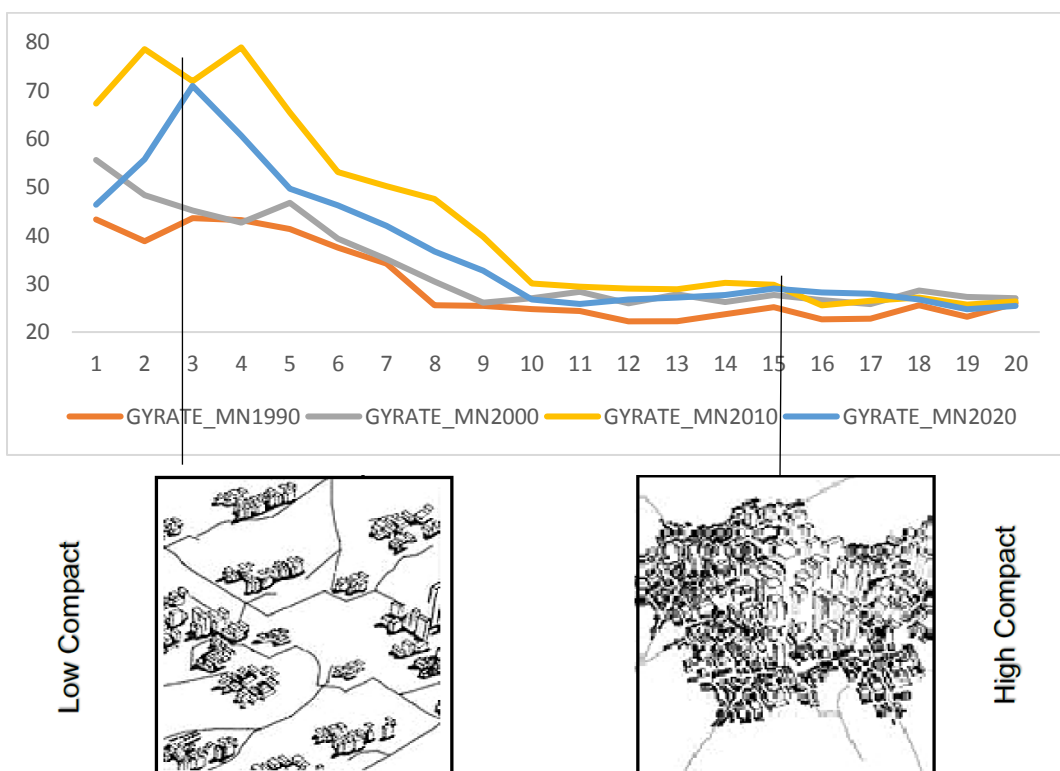 80
70
60
50
40
30
20
1 2 3 4 5 6 7 8 9 10 11 12 13 14 15 16 17 18 19 20
GYRATE_MN1990 GYRATE_MN2000 GYRATE_MN2010 GYRATE_MN2020
Low Compact
High Compact